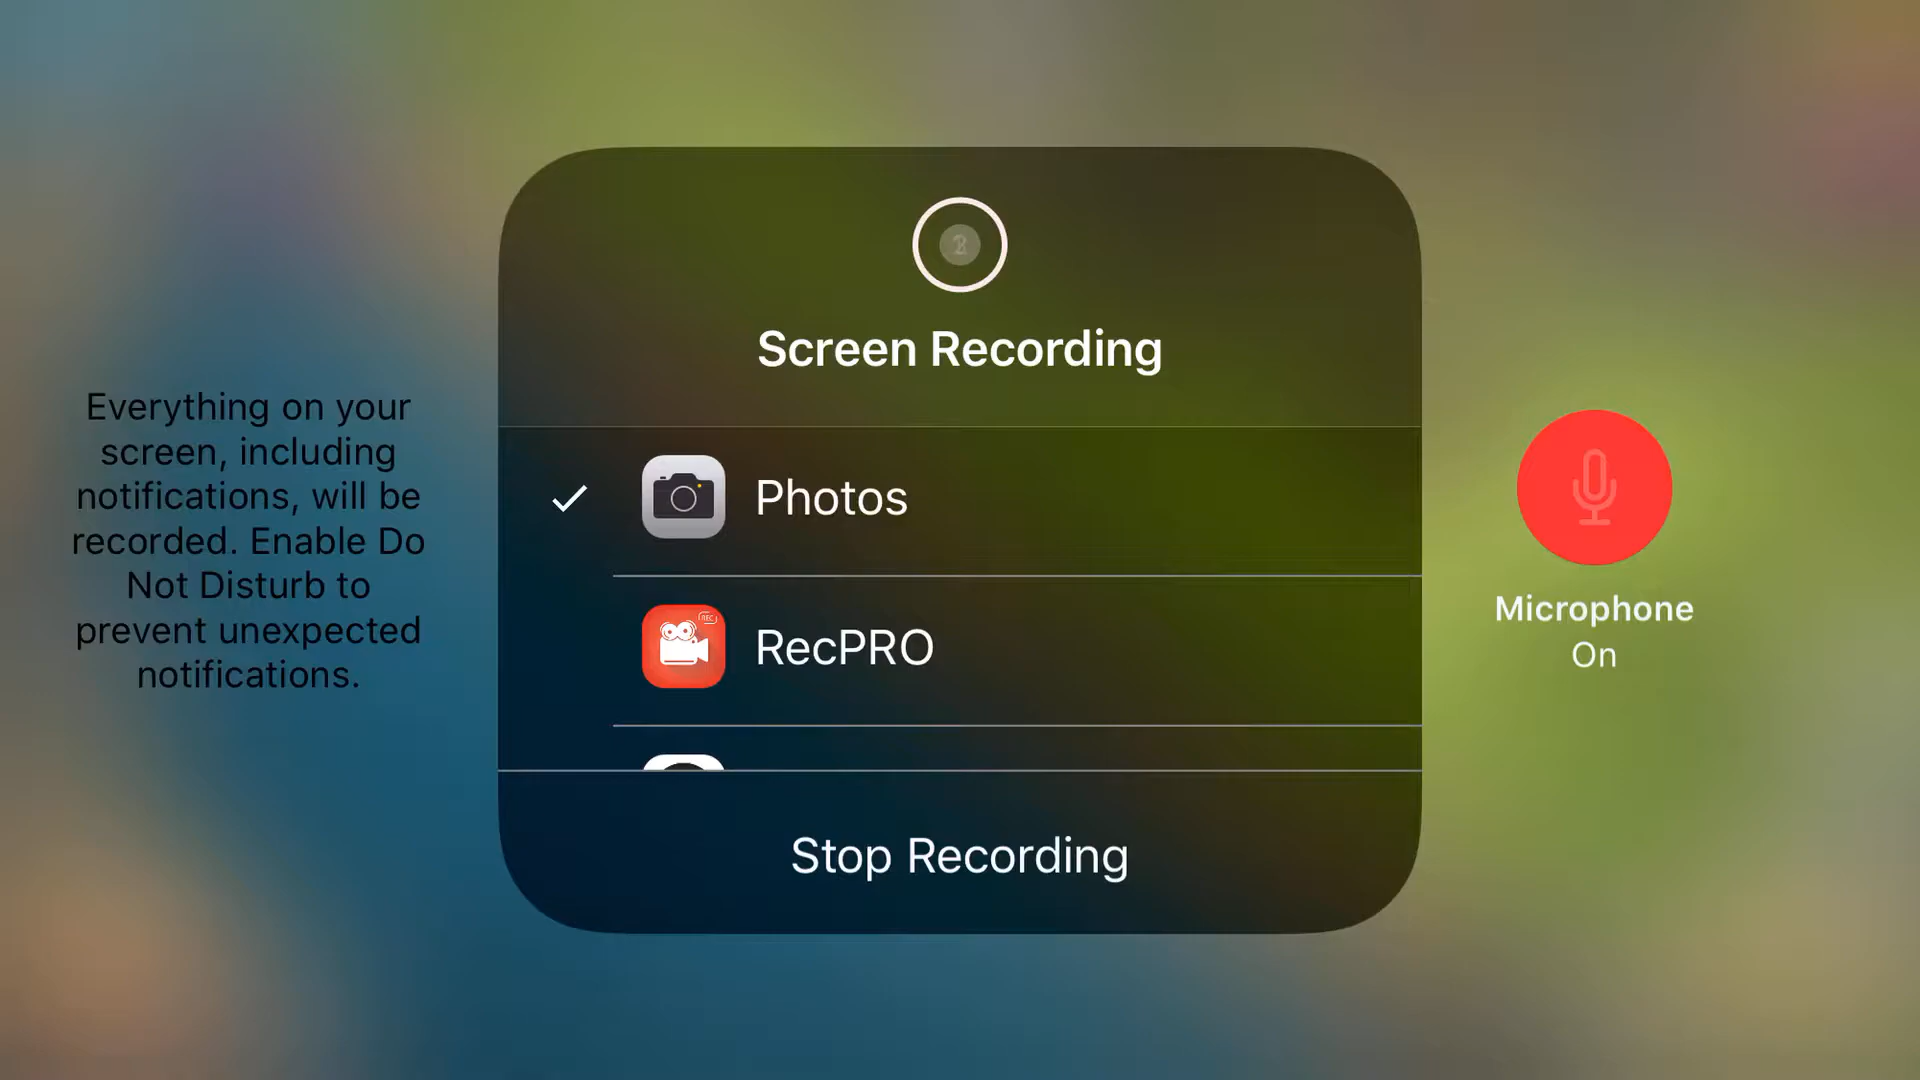 Screen Recording
Everything on your
screen, including
notifications, will be
recorded. Enable Do
Not Disturb to
prevent unexpected
notifications.
Photos
REC
RecPRO
Stop Recording
Microphone
On